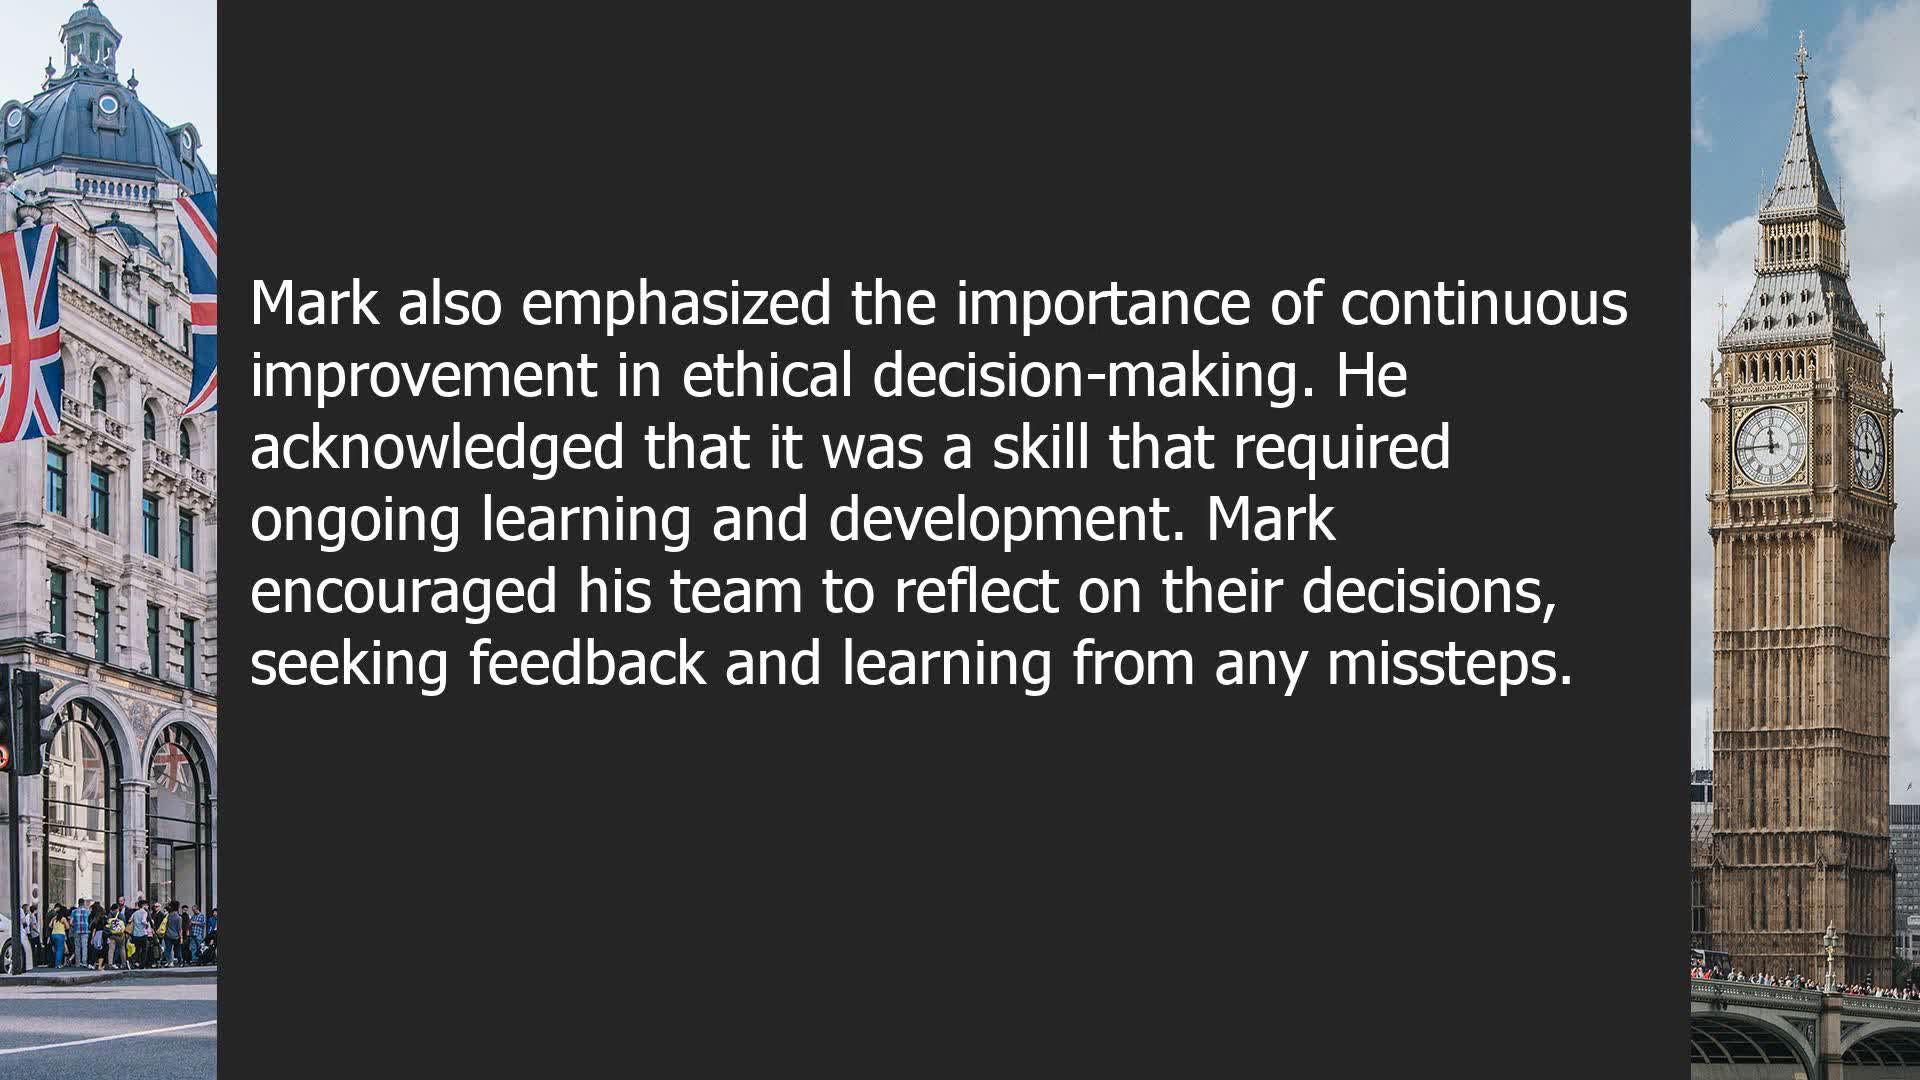 Mark also emphasized the importance of continuous
improvement in ethical decision-making. He
acknowledged that it was a skill that required
ongoing learning and development. Mark
encouraged his team to reflect on their decisions,
seeking feedback and learning from any missteps.